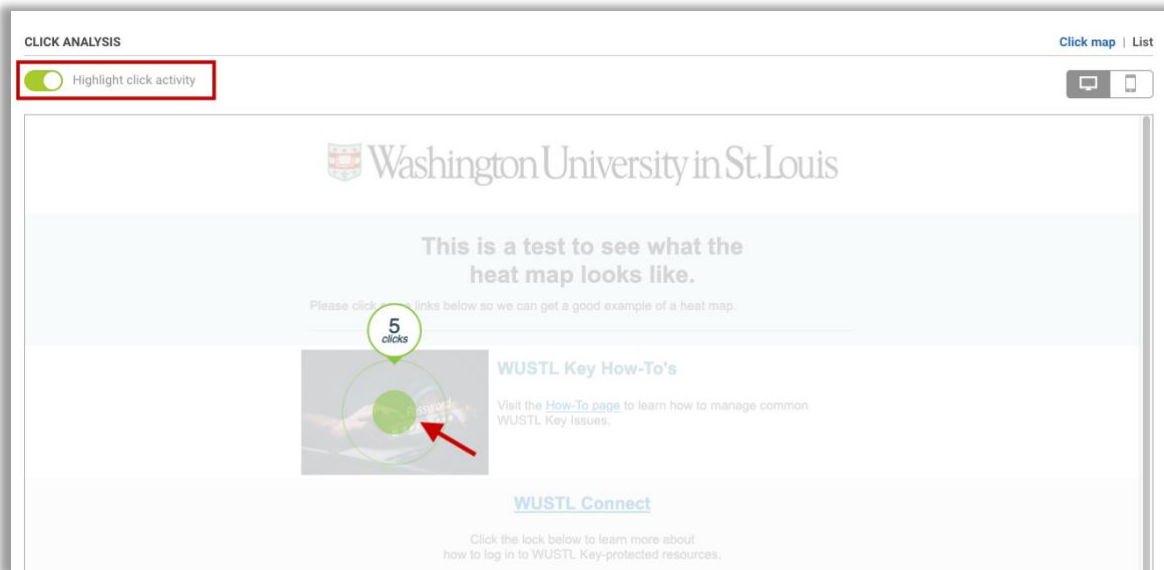 CLICK ANALYSIS
Click map | List
Highlight click activity
Washington University in St. Louis
This is a test to see what the
heat map looks like.
Please click links below so we can get a good example of a heat map.
5
clicks
WUSTL Key How-To's
Password
Visit the How-To page to learn how to manage common
WUSTL Key Issues.
WUSTL Connect
Click the lock below to learn more about
how to log in to WUSTL Key-protected resources.